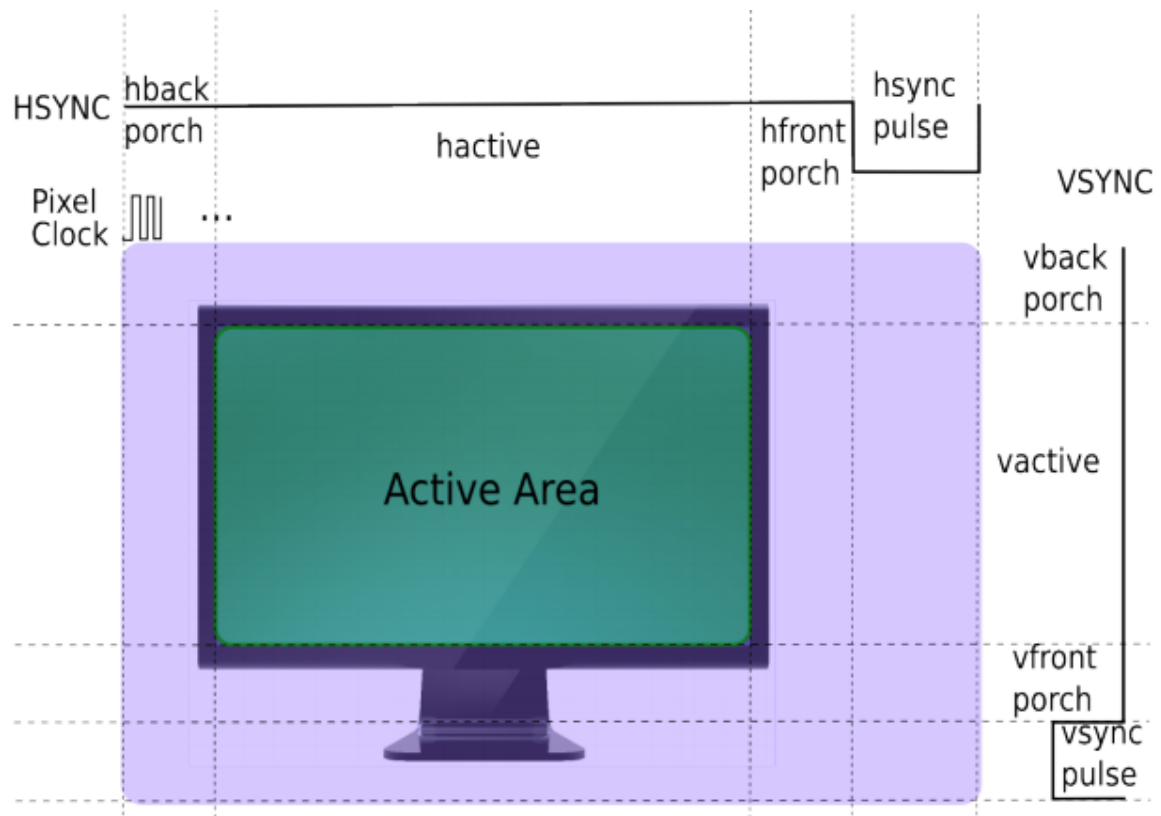 hback
porch
HSYNC
hactive
hfront
porch
hsync
pulse
VSYNC
Pixel
Clock
...
vback
porch
Active Area
vactive
vfront
porch
vsync
pulse